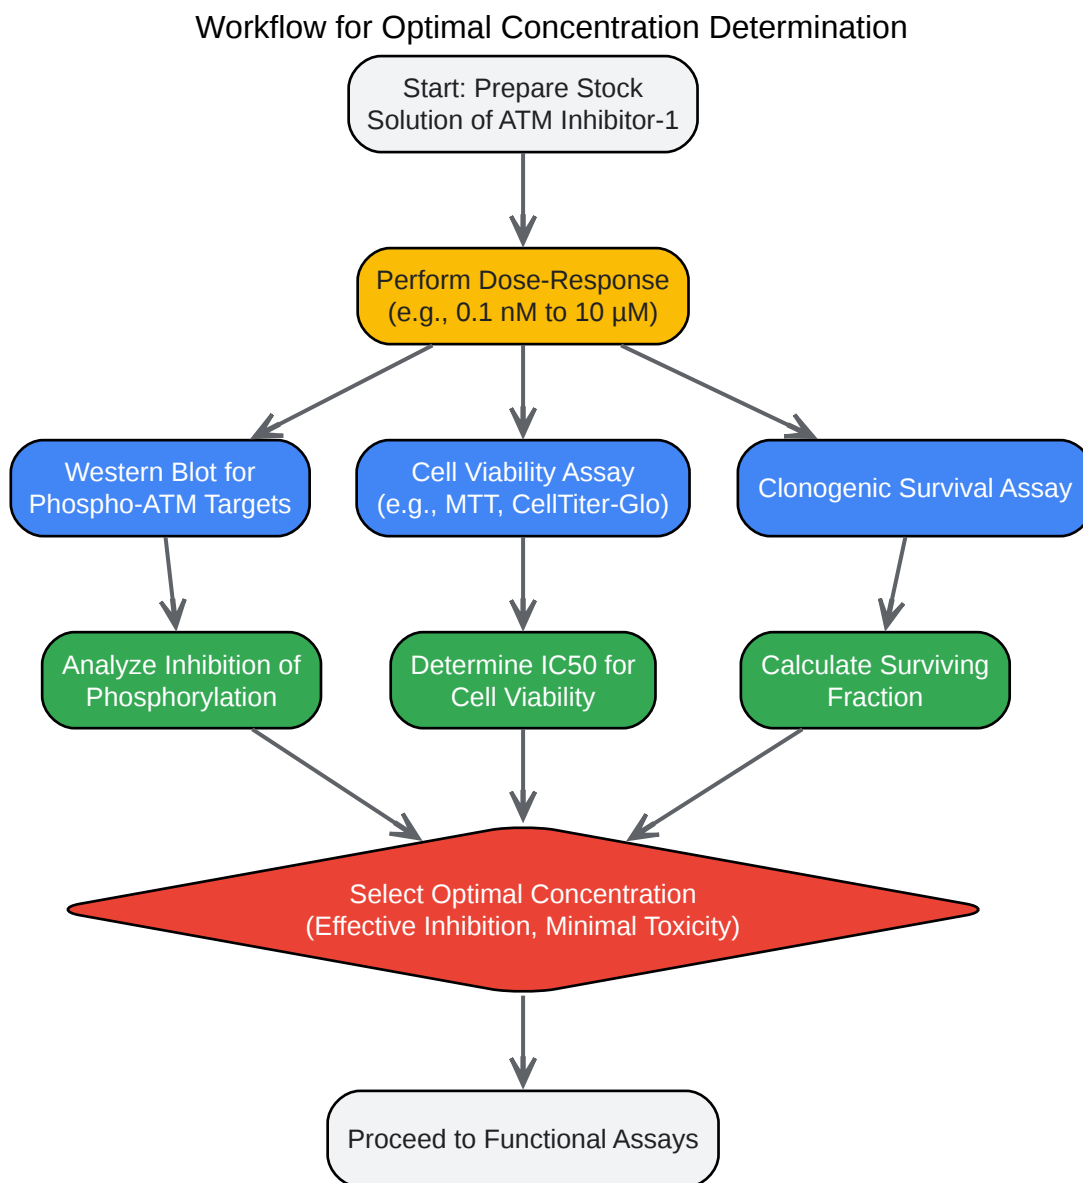 Workflow for Optimal Concentration Determination
Start: Prepare Stock
Solution of ATM Inhibitor-1
Perform Dose-Response
(e.g., 0.1 nM to 10 µM)
Western Blot for
Phospho-ATM Targets
Cell Viability Assay
(e.g., MTT, CellTiter-Glo)
Clonogenic Survival Assay
Analyze Inhibition of
Phosphorylation
Determine IC50 for
Cell Viability
Calculate Surviving
Fraction
Select Optimal Concentration
(Effective Inhibition, Minimal Toxicity)
Proceed to Functional Assays